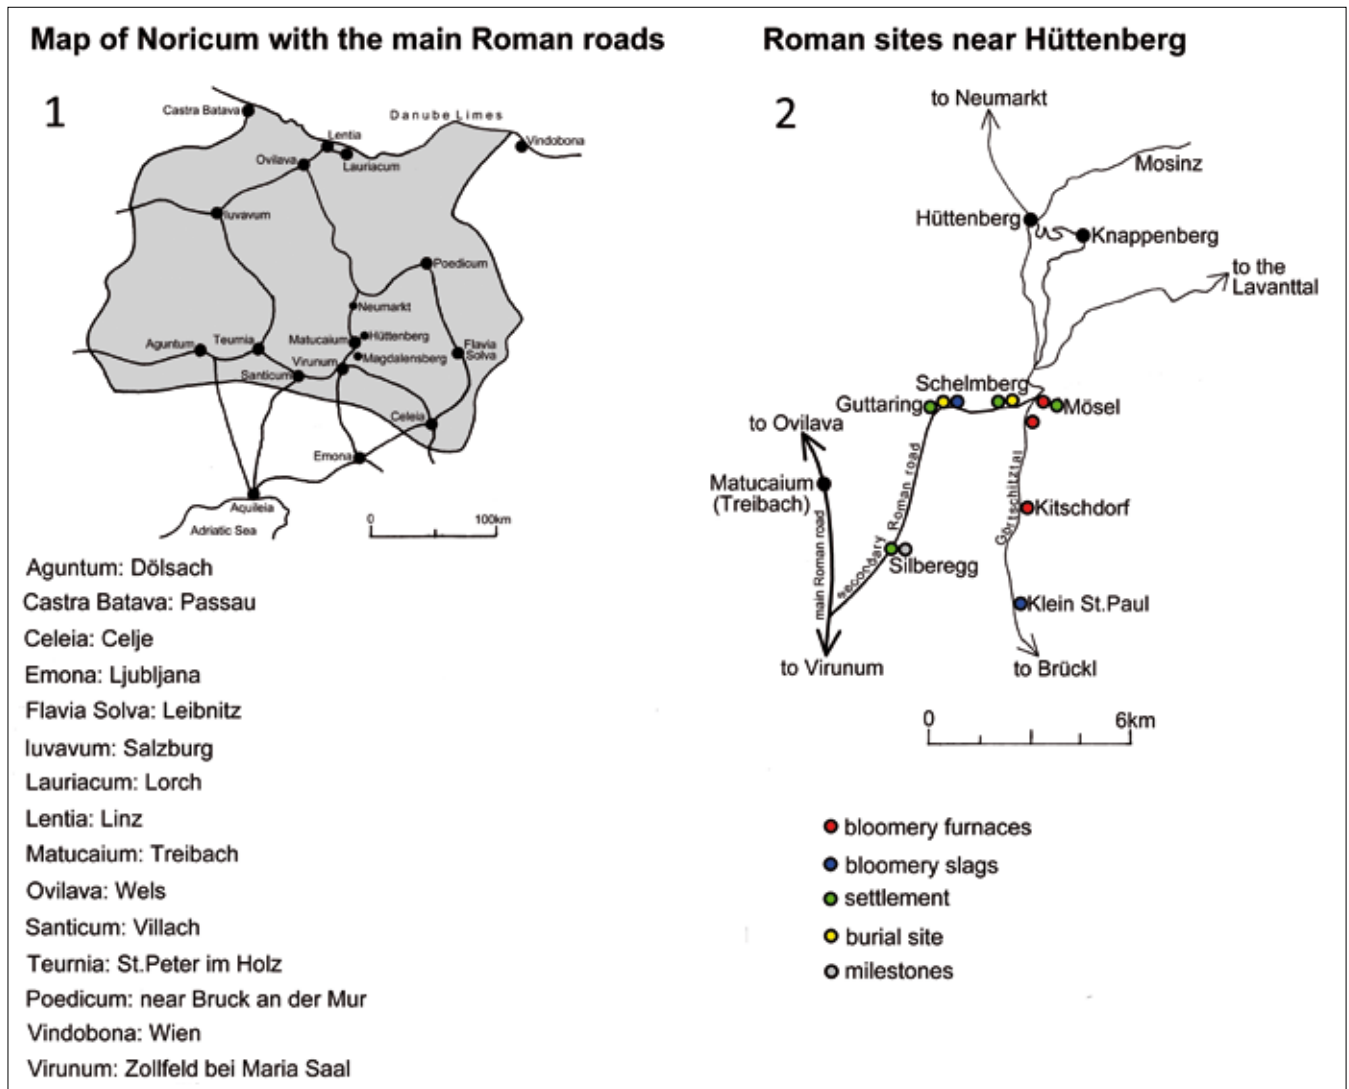 Map of Noricum with the main Roman roads
1
Castra Batava
Danube Limes
Lentia
Vindobona
Ovilava
Lauriacum
Iuvavum
Poedicum
Neumarkt
Hüttenberg
Matucaium
Aguntum
Teurnia
Flavia
Solva
Magdalensberg
Virunum
Santicum
Celeia
Emona
Aquileia
Adriatic Sea
0
100km
Aguntum: Dölsach
Castra Batava: Passau
Celeia: Celje
Emona: Ljubljana
Flavia Solva: Leibnitz
Iuvavum: Salzburg
Lauriacum: Lorch
Lentia: Linz
Matucaium: Treibach
Ovilava: Wels
Santicum: Villach
Teurnia: St.Peter im Holz
Poedicum: near Bruck an der Mur
Vindobona: Wien
Virunum: Zollfeld bei Maria Saal
Roman sites near Hüttenberg
2
to Neumarkt
Mosinz
Hüttenberg
Knappenberg
to the
Lavanttal
Schelmberg
Guttaring
Mösel
to Ovilava
Matucaium
(Treibach)
main Roman road
secondary Roman road
Görtschitztal
Kitschdorf
Silberegg
Klein St.Paul
to Virunum
to Brückl
0
6km
bloomery furnaces
bloomery slags
settlement
burial site
milestones